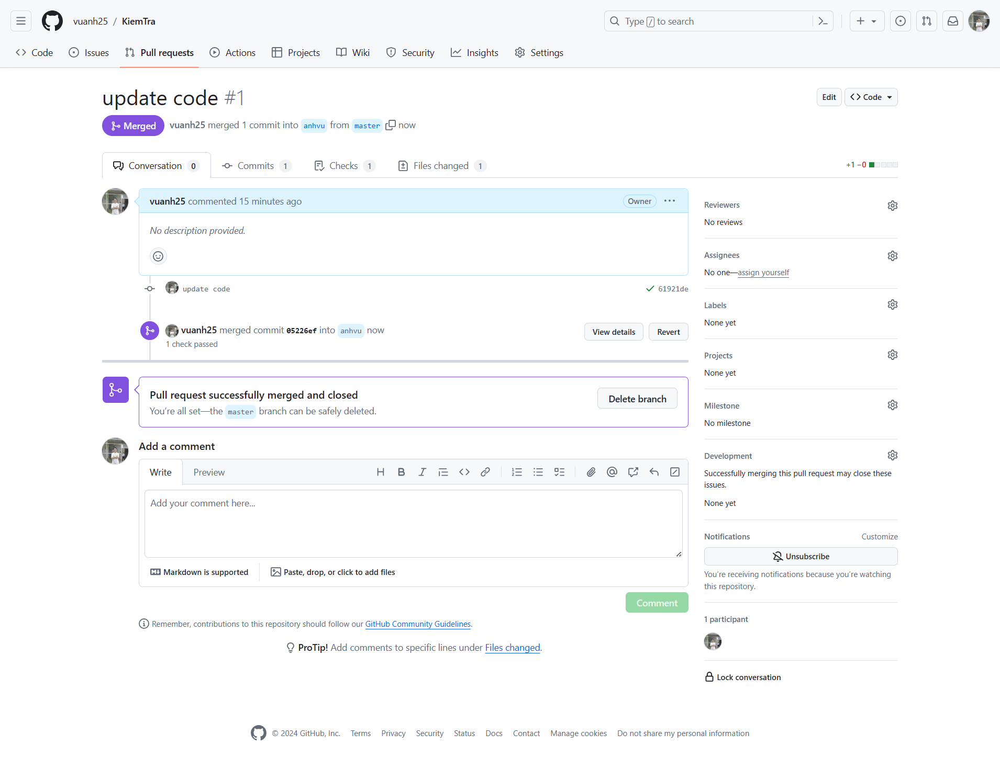 vuanh25 / KiemTra
Type / to search
Code
Issues
Pull requests
Actions
Projects
Wiki
Security
Insights
Settings
update code #1
Edit
Code
Merged
vuanh25 merged 1 commit into anhvu from master now
Conversation 0
Commits 1
Checks 1
Files changed 1
+1 −0
vuanh25 commented 15 minutes ago
Owner
No description provided.
update code
61921de
vuanh25 merged commit 05226ef into anhvu now
1 check passed
View details
Revert
Pull request successfully merged and closed
You’re all set—the master branch can be safely deleted.
Delete branch
Add a comment
Write
Preview
Add your comment here...
Markdown is supported
Paste, drop, or click to add files
Comment
Remember, contributions to this repository should follow our GitHub Community Guidelines.
ProTip! Add comments to specific lines under Files changed.
Reviewers
No reviews
Assignees
No one—assign yourself
Labels
None yet
Projects
None yet
Milestone
No milestone
Development
Successfully merging this pull request may close these
issues.
None yet
Notifications
Customize
Unsubscribe
You’re receiving notifications because you’re watching
this repository.
1 participant
Lock conversation
© 2024 GitHub, Inc.
Terms
Privacy
Security
Status
Docs
Contact
Manage cookies
Do not share my personal information